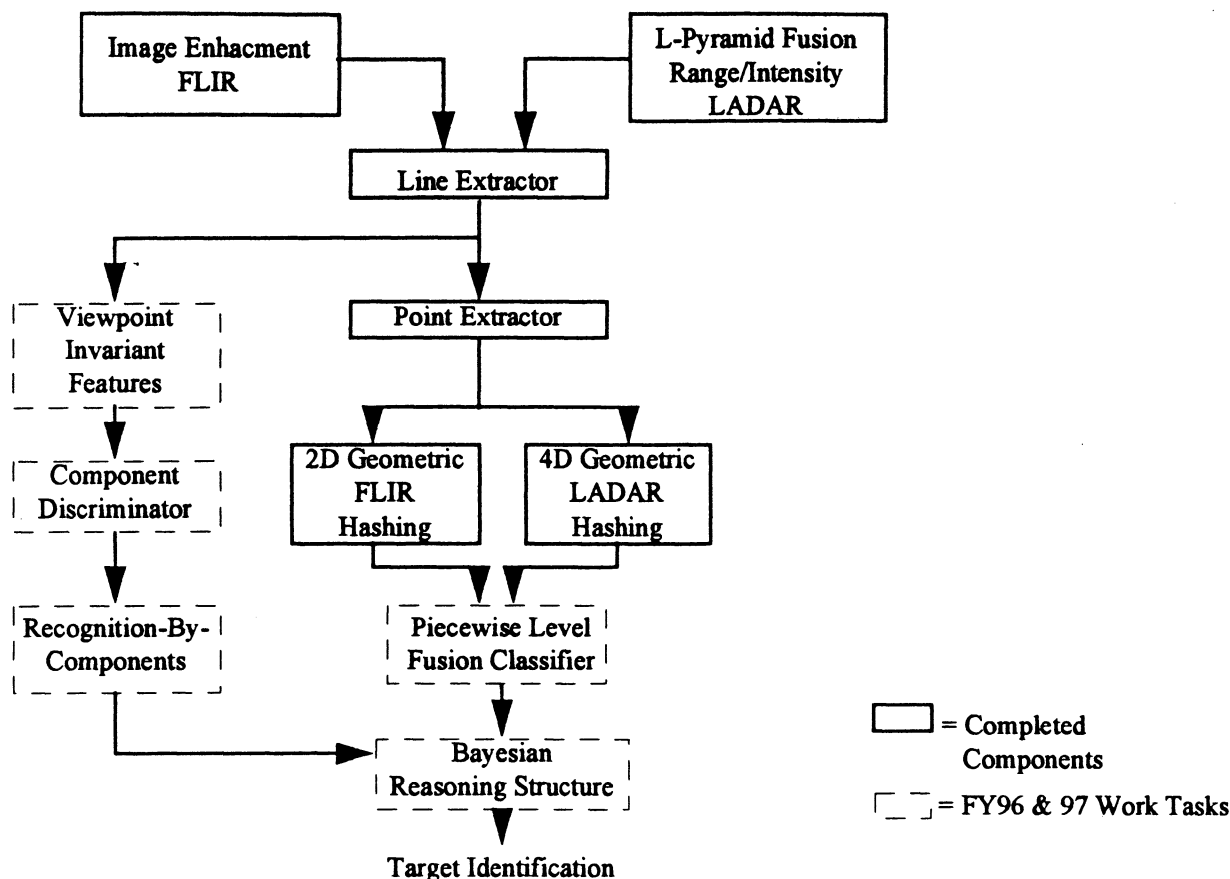 Image Enhacment
FLIR
L-Pyramid Fusion
Range/Intensity
LADAR
Line Extractor
Viewpoint
Invariant
Features
Point Extractor
Component
Discriminator
2D Geometric
FLIR
Hashing
4D Geometric
LADAR
Hashing
Recognition-By-
Components
Piecewise Level
Fusion Classifier
Bayesian
Reasoning Structure
Target Identification
= Completed
Components
= FY96 & 97 Work Tasks